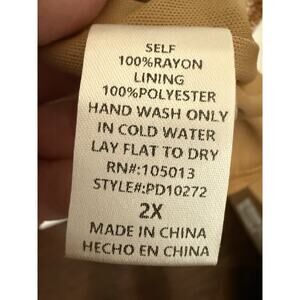 SELF
100%RAYON
LINING
100%POLYESTER
HAND WASH ONLY
IN COLD WATER
LAY FLAT TO DRY
RN#:105013
STYLE#:PD10272
2X
MADE IN CHINA
HECHO EN CHINA